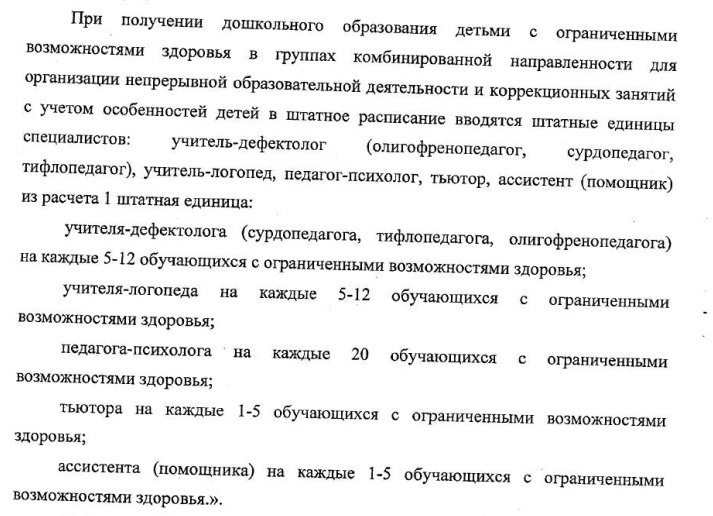 При получении дошкольного образования детьми с ограниченными
возможностями здоровья в группах комбинированной направленности для
организации непрерывной образовательной деятельности и коррекционных занятий
с учетом особенностей детей в штатное расписание вводятся штатные единицы
специалистов: учитель-дефектолог (олигофренопедагог, сурдопедагог,
тифлопедагог), учитель-логопед, педагог-психолог, тьютор, ассистент (помощник)
из расчета 1 штатная единица:
учителя-дефектолога (сурдопедагога, тифлопедагога, олигофренопедагога)
на каждые 5-12 обучающихся с ограниченными возможностями здоровья;
учителя-логопеда на каждые 5-12 обучающихся с ограниченными
возможностями здоровья;
педагога-психолога на каждые 20 обучающихся с ограниченными
возможностями здоровья;
тьютора на каждые 1-5 обучающихся с ограниченными возможностями
здоровья;
ассистента (помощника) на каждые 1-5 обучающихся с ограниченными
возможностями здоровья.».